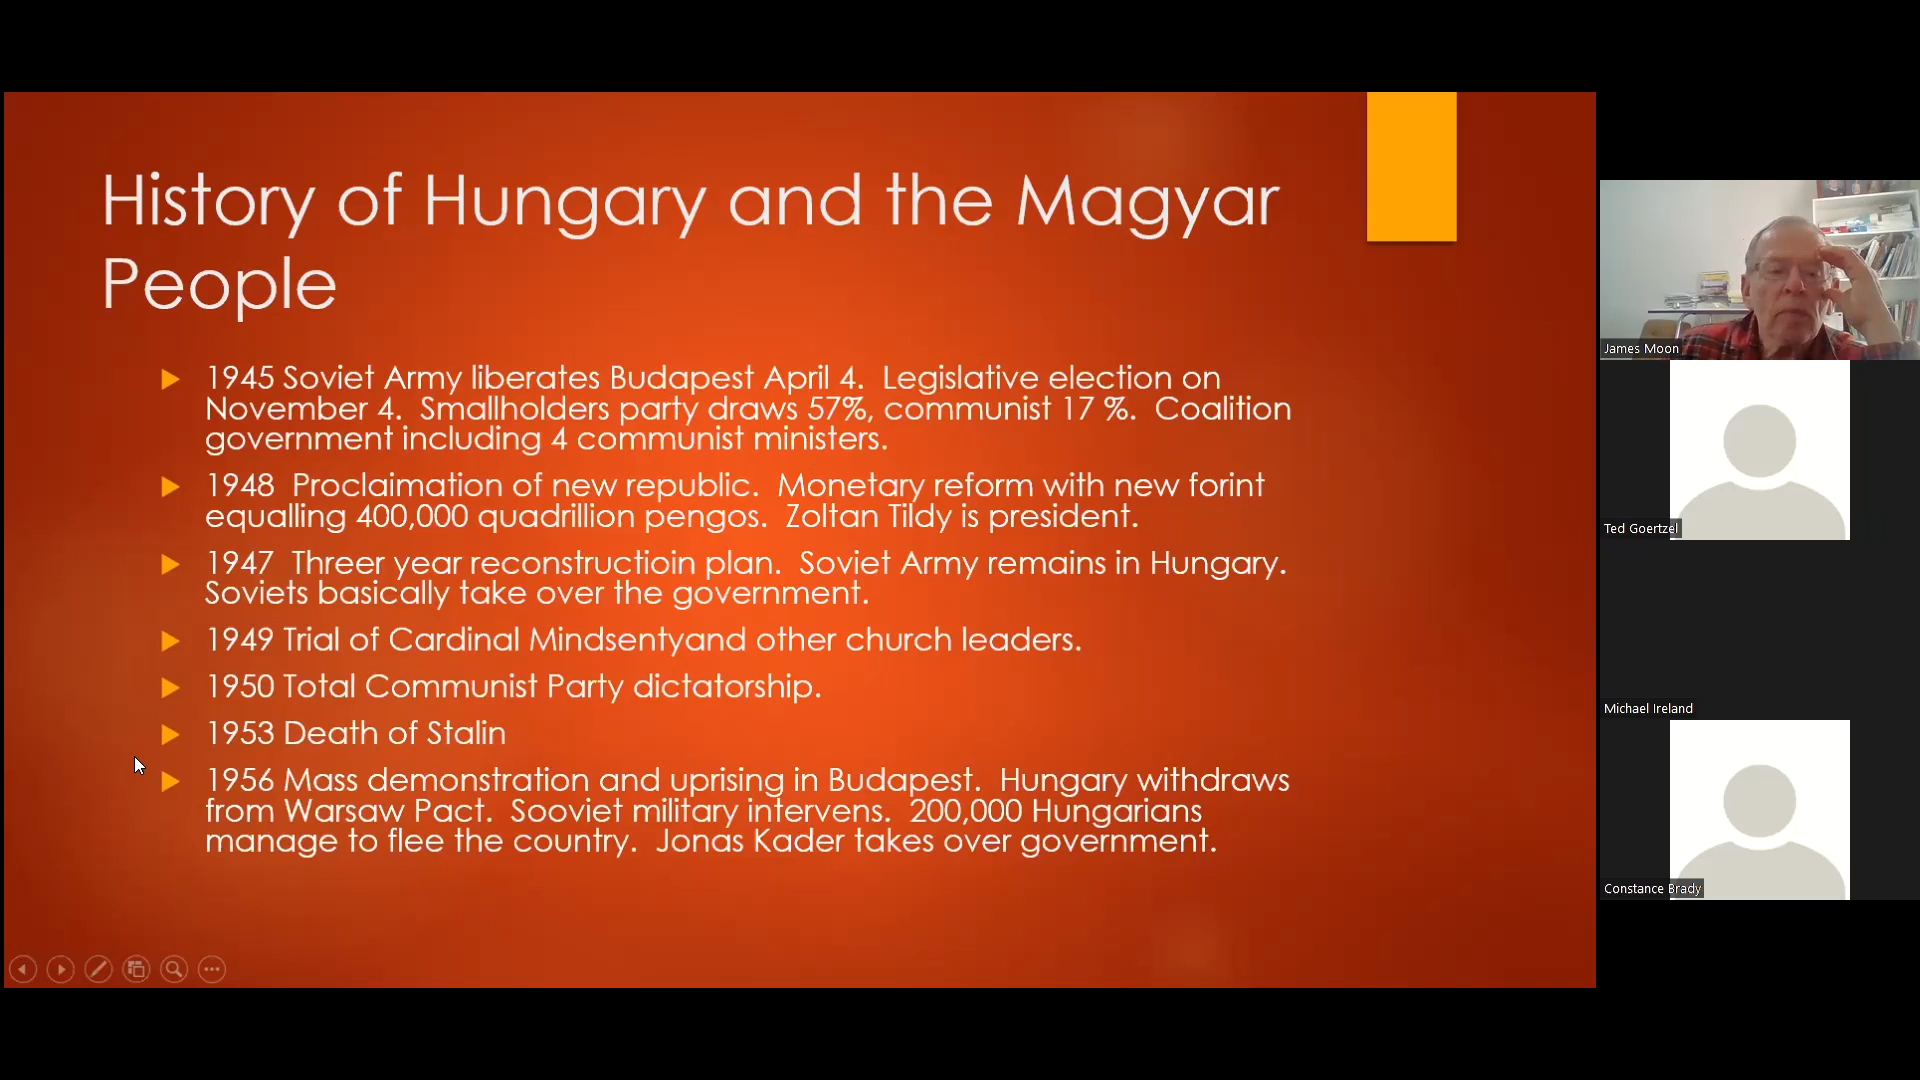 History of Hungary and the Magyar
People
1945 Soviet Army liberates Budapest April 4.  Legislative election on
November 4.  Smallholders party draws 57%, communist 17 %.  Coalition
government including 4 communist ministers.
1948  Proclaimation of new republic.  Monetary reform with new forint
equalling 400,000 quadrillion pengos.  Zoltan Tildy is president.
1947  Threer year reconstructioin plan.  Soviet Army remains in Hungary.
Soviets basically take over the government.
1949 Trial of Cardinal Mindsentyand other church leaders.
1950 Total Communist Party dictatorship.
1953 Death of Stalin
1956 Mass demonstration and uprising in Budapest.  Hungary withdraws
from Warsaw Pact.  Sooviet military intervens.  200,000 Hungarians
manage to flee the country.  Jonas Kader takes over government.
James Moon
Ted Goertzel
Michael Ireland
Constance Brady